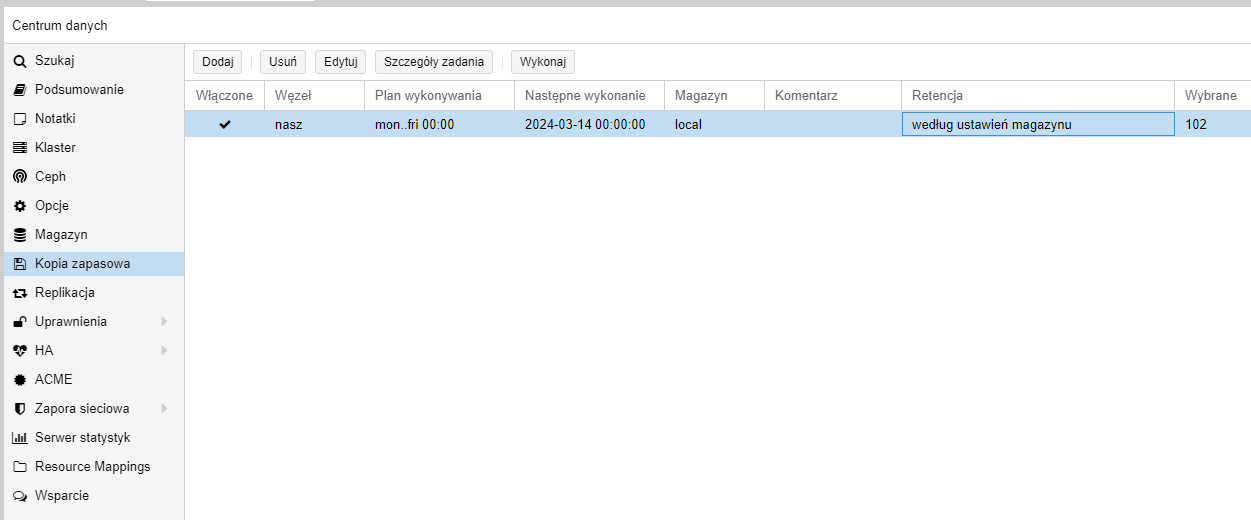 Centrum danych
Szukaj
Podsumowanie
Notatki
Klaster
Ceph
Opcje
Magazyn
Kopia zapasowa
Replikacja
Uprawnienia
HA
ACME
Zapora sieciowa
Serwer statystyk
Resource Mappings
Wsparcie
Dodaj Usuń Edytuj Szczegóły zadania Wykonaj
Włączone Węzeł Plan wykonywania Następne wykonanie Magazyn Komentarz Retencja Wybrane
nasz mon..fri 00:00 2024-03-14 00:00:00 local według ustawień magazynu 102